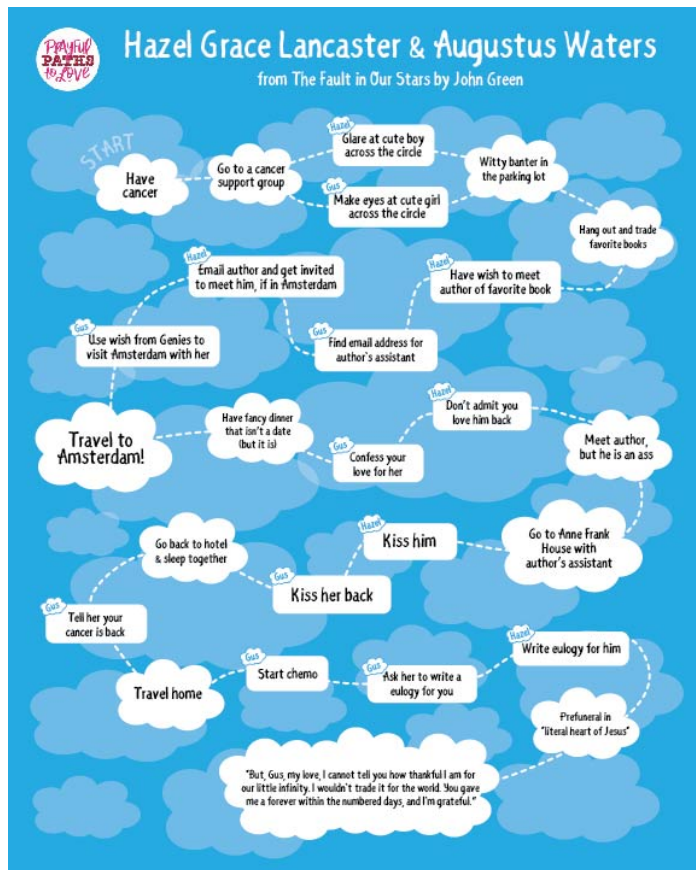 PLAYFUL
PATHS
to LOVE
Hazel Grace Lancaster & Augustus Waters
from The Fault in Our Stars by John Green
START
Have
cancer
Go to a cancer
support group
Hazel
Glare at cute boy
across the circle
Gus
Make eyes at cute girl
across the circle
Witty banter in
the parking lot
Hang out and trade
favorite books
Hazel
Have wish to meet
author of favorite book
Gus
Find email address for
author's assistant
Hazel
Email author and get invited
to meet him, if in Amsterdam
Gus
Use wish from Genies to
visit Amsterdam with her
Travel to
Amsterdam!
Have fancy dinner
that isn't a date
(but it is)
Gus
Confess your
love for her
Hazel
Don't admit you
love him back
Meet author,
but he is an ass
Go to Anne Frank
House with
author's assistant
Hazel
Kiss him
Gus
Kiss her back
Go back to hotel
& sleep together
Gus
Tell her your
cancer is back
Travel home
Gus
Start chemo
Gus
Ask her to write a
eulogy for you
Hazel
Write eulogy for him
Prefuneral in
"literal heart of Jesus"
"But, Gus, my love, I cannot tell you how thankful I am for
our little infinity. I wouldn't trade it for the world. You gave
me a forever within the numbered days, and I'm grateful."